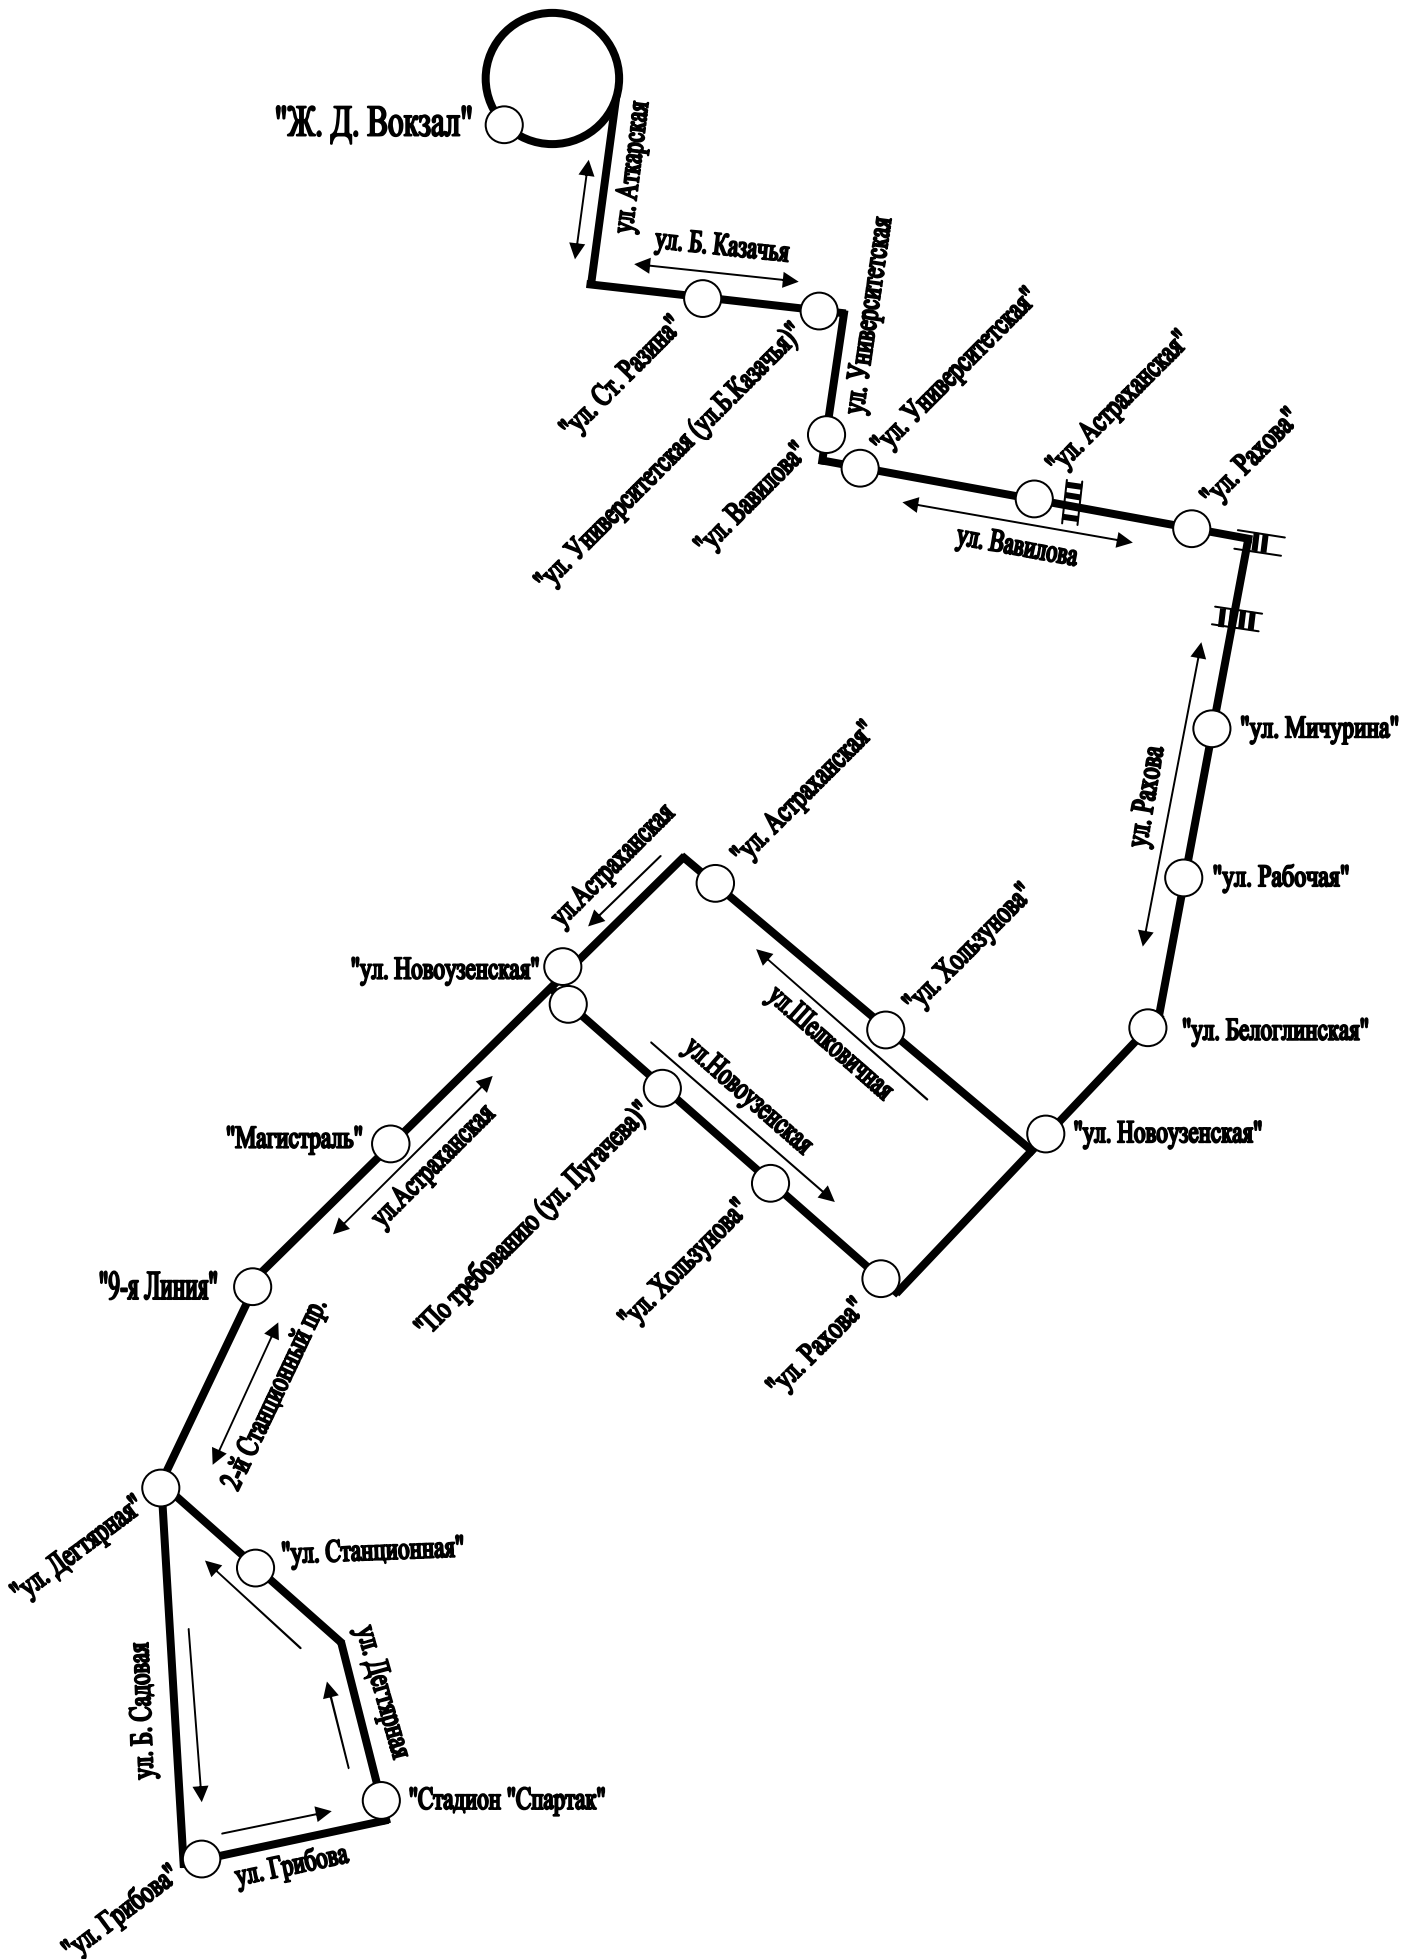 "Ж. Д. Вокзал"
ул. Аткарская
ул. Б. Казачья
ул. Университетская
"ул. Ст. Разина"
"ул. Университетская (ул.Б.Казачья)"
"ул. Вавилова"
"ул. Университетская"
"ул. Астраханская"
"ул. Рахова"
ул. Вавилова
"ул. Мичурина"
ул. Рахова
"ул. Рабочая"
"ул. Белоглинская"
"ул. Новоузенская"
"ул. Астраханская"
ул.Астраханская
"ул. Хользунова"
ул.Шелковичная
"ул. Новоузенская"
ул.Новоузенская
"Магистраль"
ул.Астраханская
"По требованию (ул. Пугачева)"
"ул. Хользунова"
"ул. Рахова"
"9-я Линия"
2-й Станционный пр.
"ул. Дегтярная"
"ул. Станционная"
ул. Б. Садовая
ул. Дегтярная
"Стадион "Спартак"
ул. Грибова
"ул. Грибова"